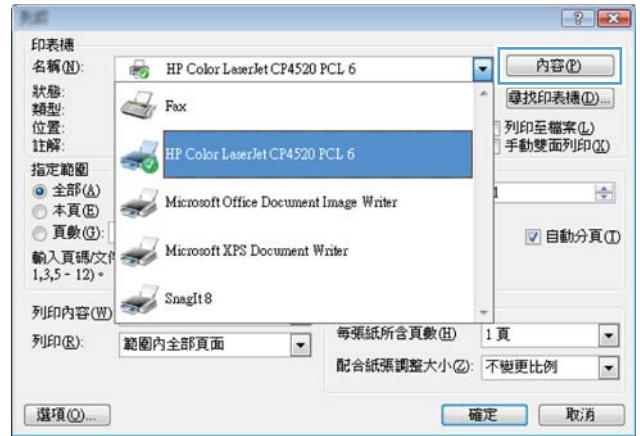 印表機
名稱(N): HP Color LaserJet CP4520 PCL 6 內容(P)
狀態:
類型: Fax 尋找印表機(D)...
位置: 列印至檔案(L)
註解: HP Color LaserJet CP4520 PCL 6 手動雙面列印(X)
指定範圍
全部(A) Microsoft Office Document Image Writer 1
本頁(E)
頁數(G): 自動分頁(T)
輸入頁碼/文件 Microsoft XPS Document Writer
1,3,5 - 12)。
SnagIt 8
列印內容(W)
列印(R): 範圍內全部頁面 每張紙所含頁數(H) 1 頁
配合紙張調整大小(Z): 不變更比例
選項(O)... 確定 取消